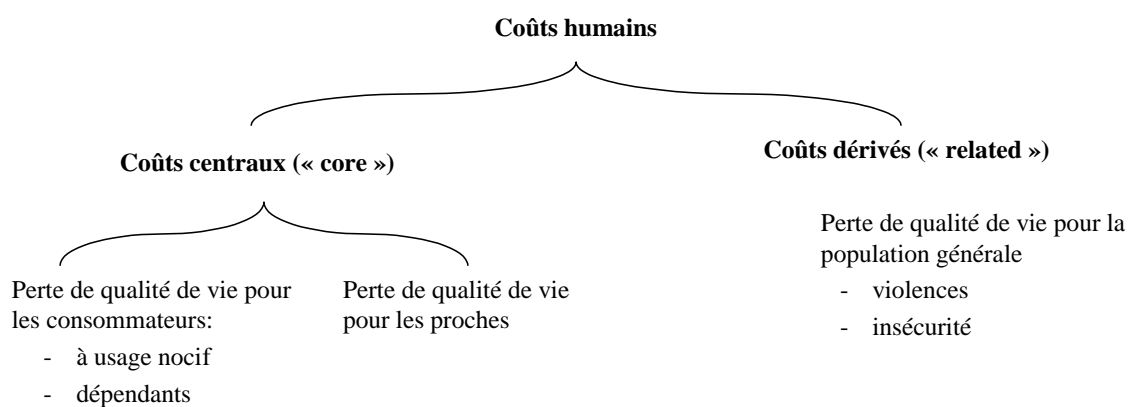 Coûts humains
Coûts centraux (« core »)
Coûts dérivés (« related »)
Perte de qualité de vie pour
les consommateurs:
- à usage nocif
- dépendants
Perte de qualité de vie
pour les proches
Perte de qualité de vie pour la
population générale
- violences
- insécurité